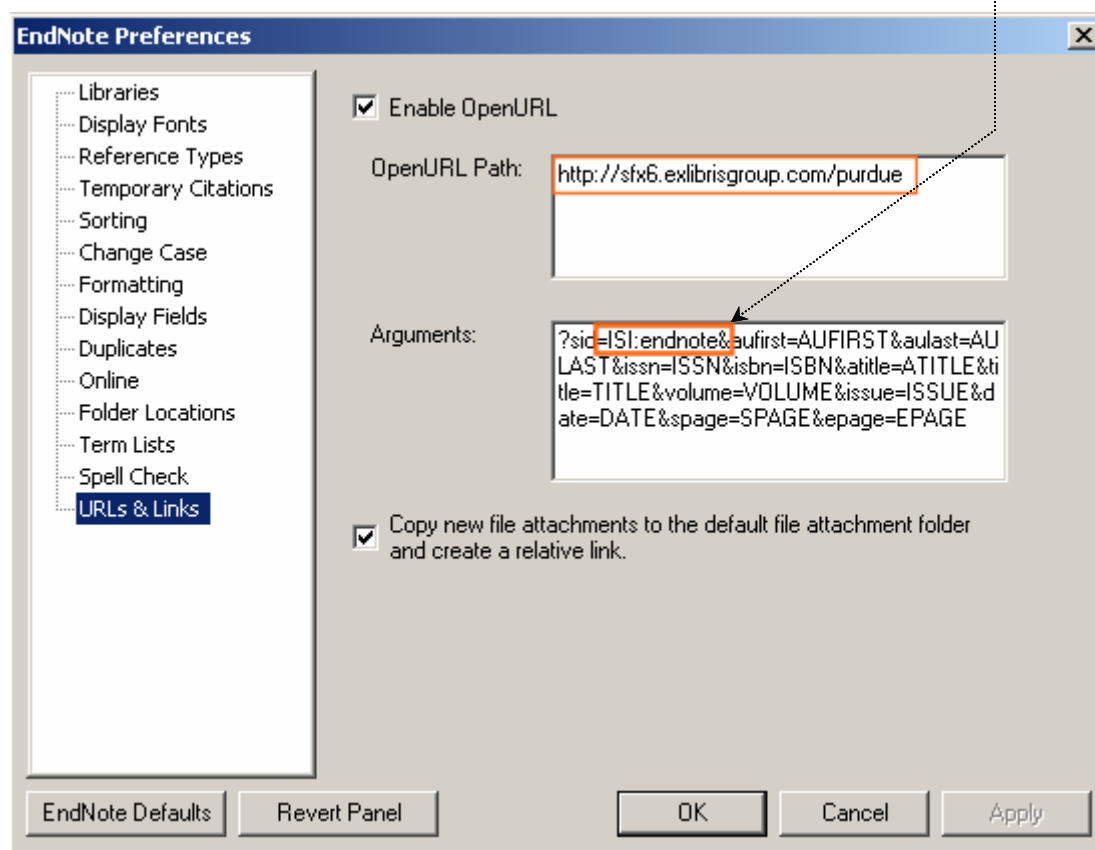 EndNote Preferences
Libraries
Display Fonts
Reference Types
Temporary Citations
Sorting
Change Case
Formatting
Display Fields
Duplicates
Online
Folder Locations
Term Lists
Spell Check
URLs & Links
Enable OpenURL
OpenURL Path:
http://sfx6.exlibrisgroup.com/purdue
Arguments:
?sid=ISI:endnote&aufirst=AUFIRST&aulast=AU
LAST&issn=ISSN&isbn=ISBN&atitle=ATITLE&ti
tle=TITLE&volume=VOLUME&issue=ISSUE&d
ate=DATE&spage=SPAGE&epage=EPAGE
Copy new file attachments to the default file attachment folder
and create a relative link.
EndNote Defaults
Revert Panel
OK
Cancel
Apply